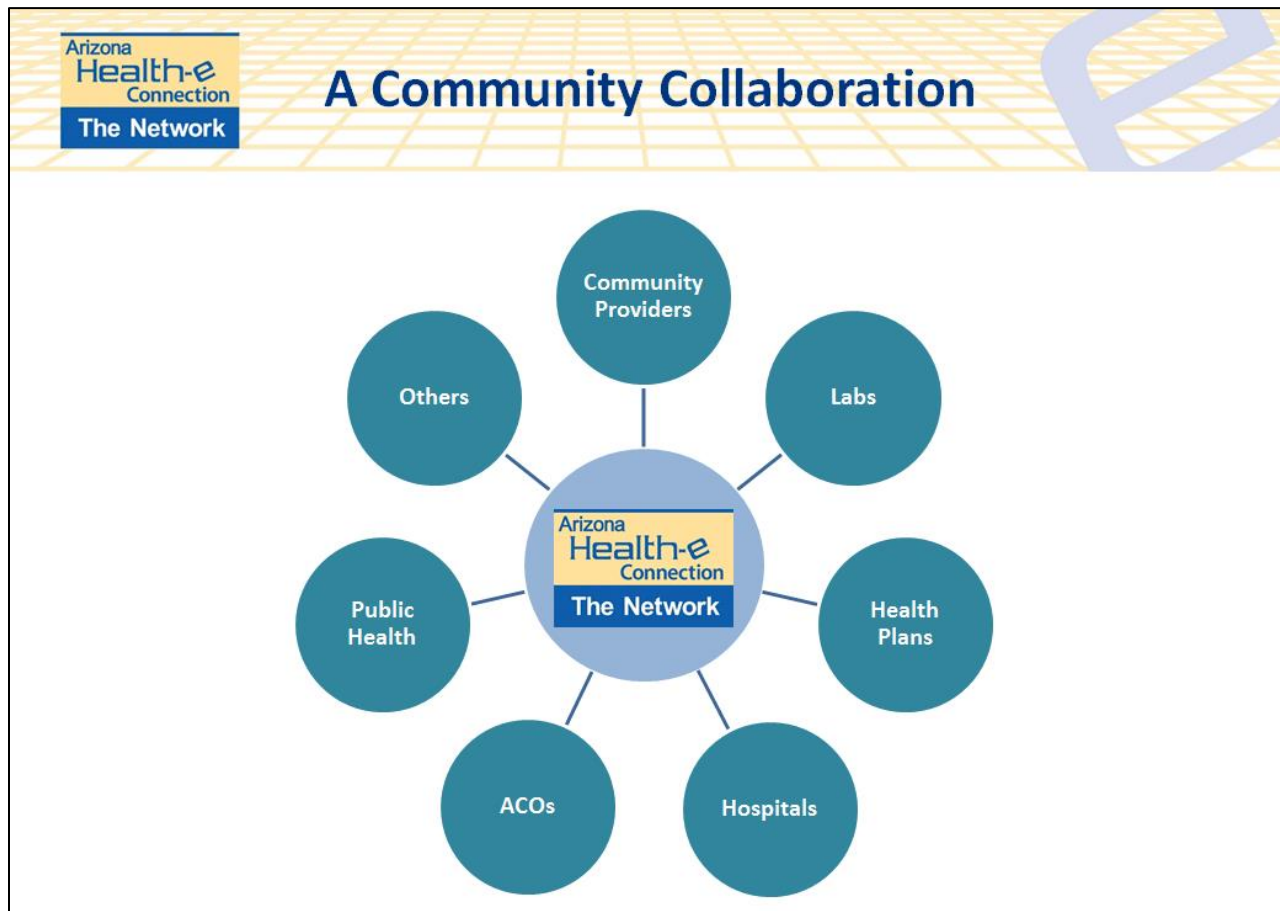 Arizona
Health-e
Connection
The Network
A Community Collaboration
e
Community
Providers
Others
Labs
Arizona
Health-e
Connection
The Network
Public
Health
Health
Plans
ACOs
Hospitals